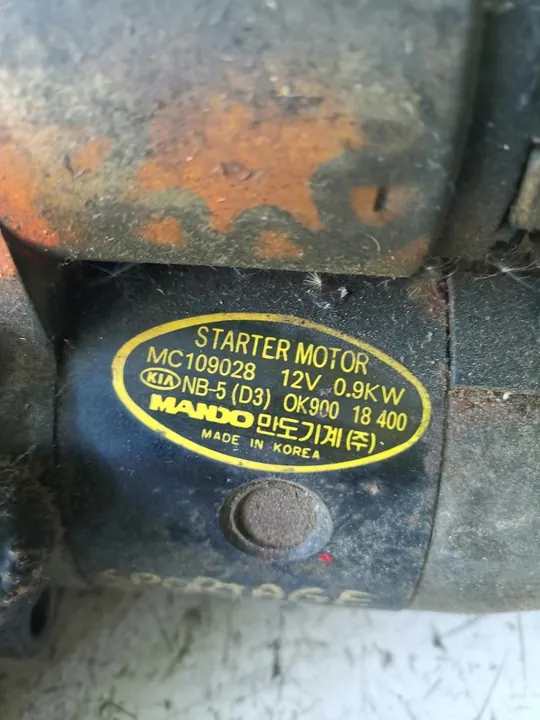 STARTER MOTOR
MC109028 12V 0.9KW
KIA NB-5 (D3) OK900 18 400
MANDO 만도기계(주)
MADE IN KOREA